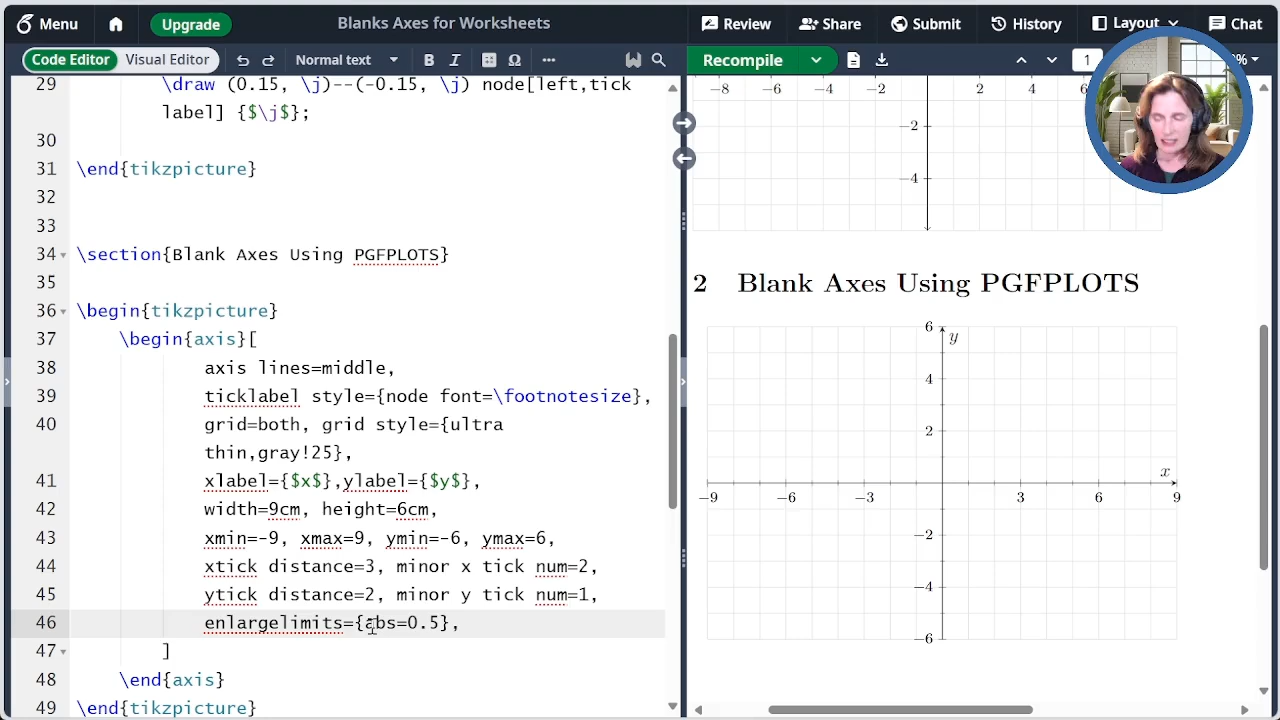 Menu
Upgrade
Blanks Axes for Worksheets
Review
Share
Submit
History
Layout
Chat
Code Editor
Visual Editor
Normal text
B
I
Ω
Recompile
1
%
29 \draw (0.15, \j)--(-0.15, \j) node[left,tick
label] {$\j$};
30
31 \end{tikzpicture}
32
33
34 \section{Blank Axes Using PGFPLOTS}
35
36 \begin{tikzpicture}
37 \begin{axis}[
38 axis lines=middle,
39 ticklabel style={node font=\footnotesize},
40 grid=both, grid style={ultra
thin,gray!25},
41 xlabel={$x$},ylabel={$y$},
42 width=9cm, height=6cm,
43 xmin=-9, xmax=9, ymin=-6, ymax=6,
44 xtick distance=3, minor x tick num=2,
45 ytick distance=2, minor y tick num=1,
46 enlargelimits={abs=0.5},
47 ]
48 \end{axis}
49 \end{tikzpicture}
−8 −6 −4 −2 2 4 6
−2
−4
2 Blank Axes Using PGFPLOTS
6
y
4
2
x
−9 −6 −3 3 6 9
−2
−4
−6